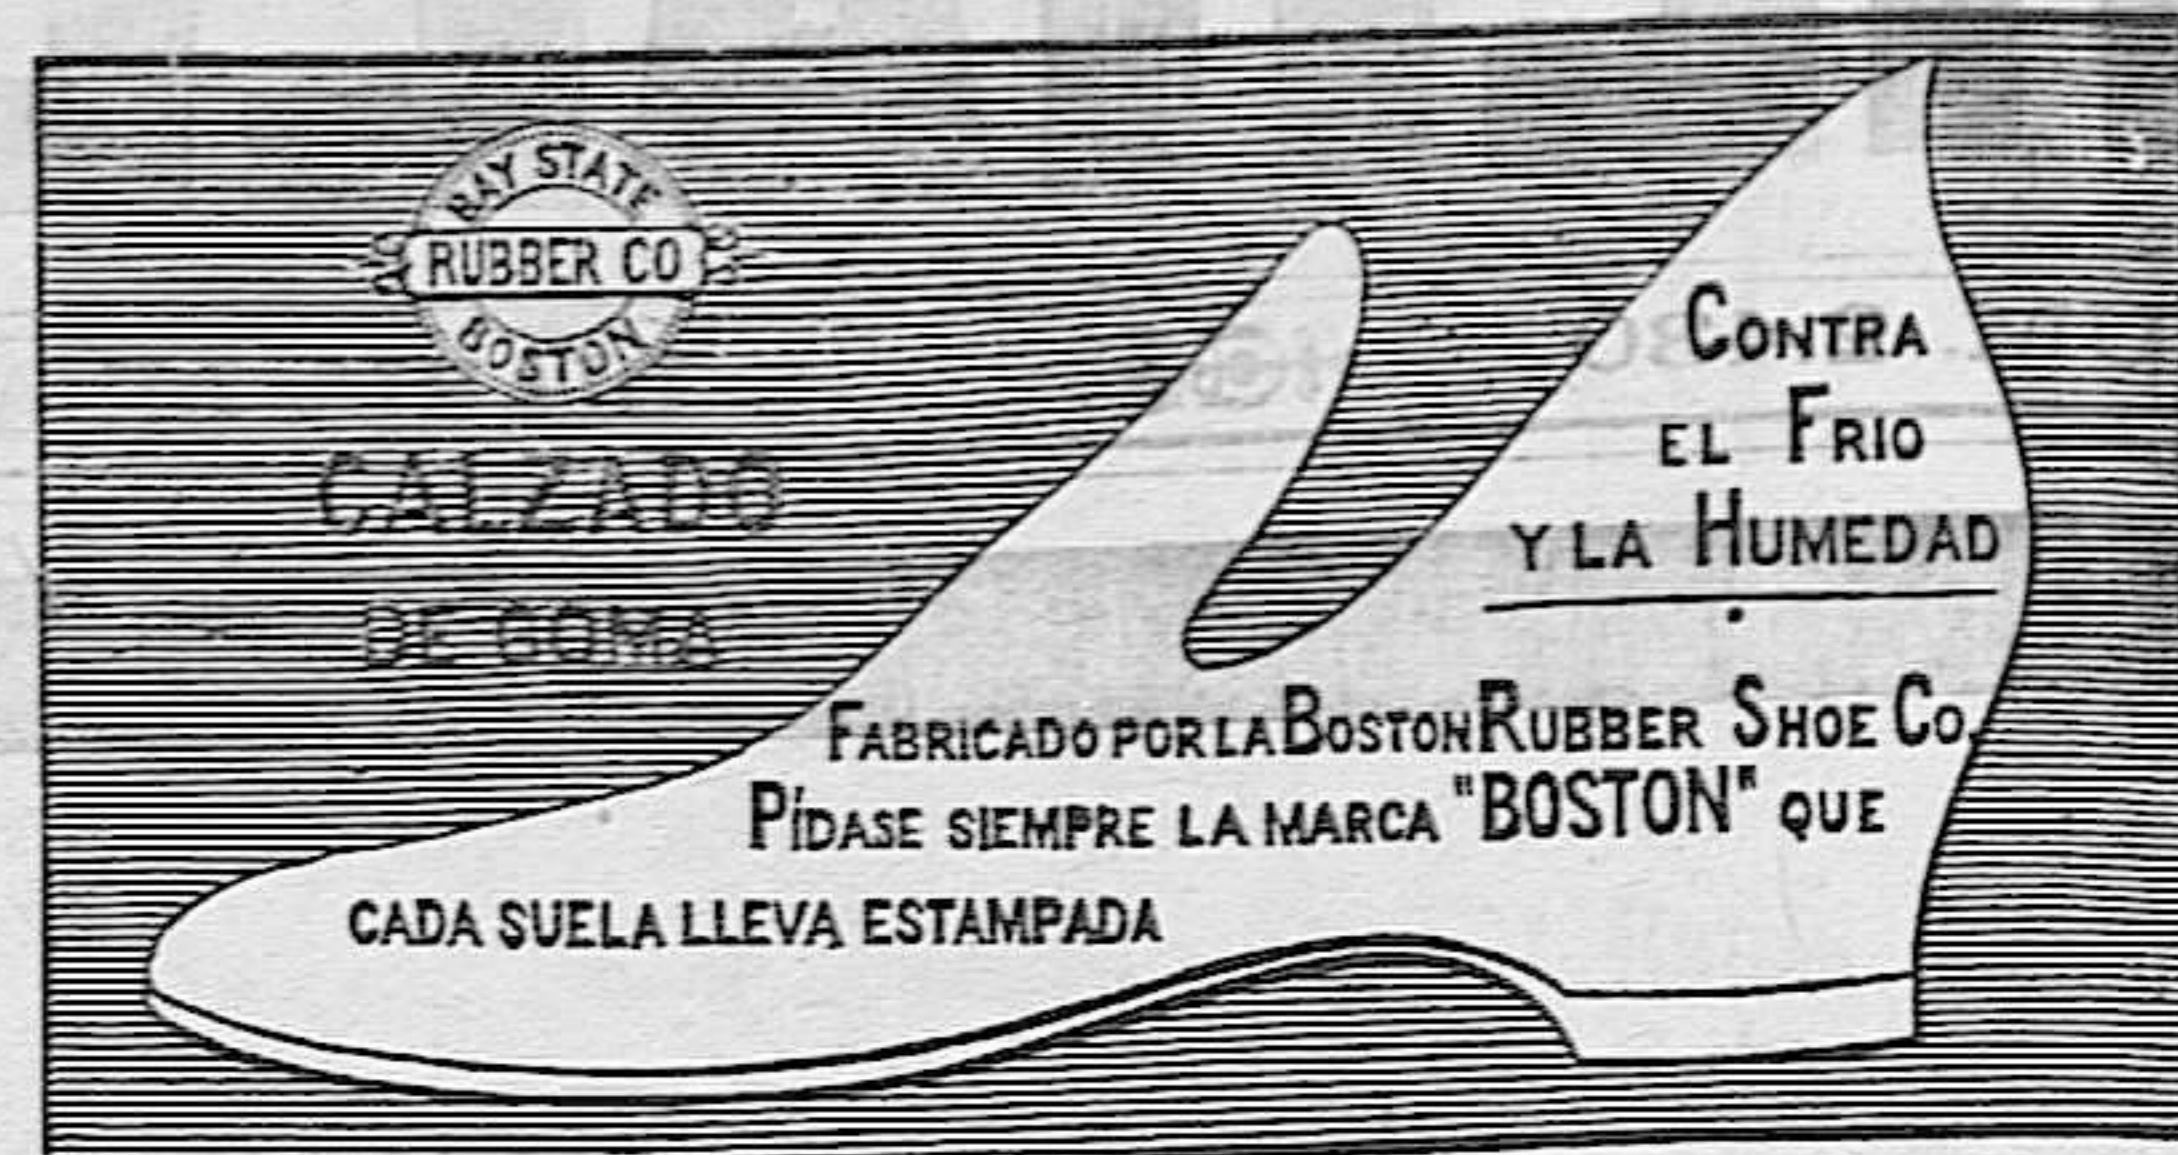 BAY STATE
RUBBER CO
BOSTON
CALZADO
DE GOMA
CONTRA
EL FRIO
Y LA HUMEDAD
FABRICADO POR LA BOSTON RUBBER SHOE CO.
PÍDASE SIEMPRE LA MARCA "BOSTON" QUE
CADA SUELA LLEVA ESTAMPADA